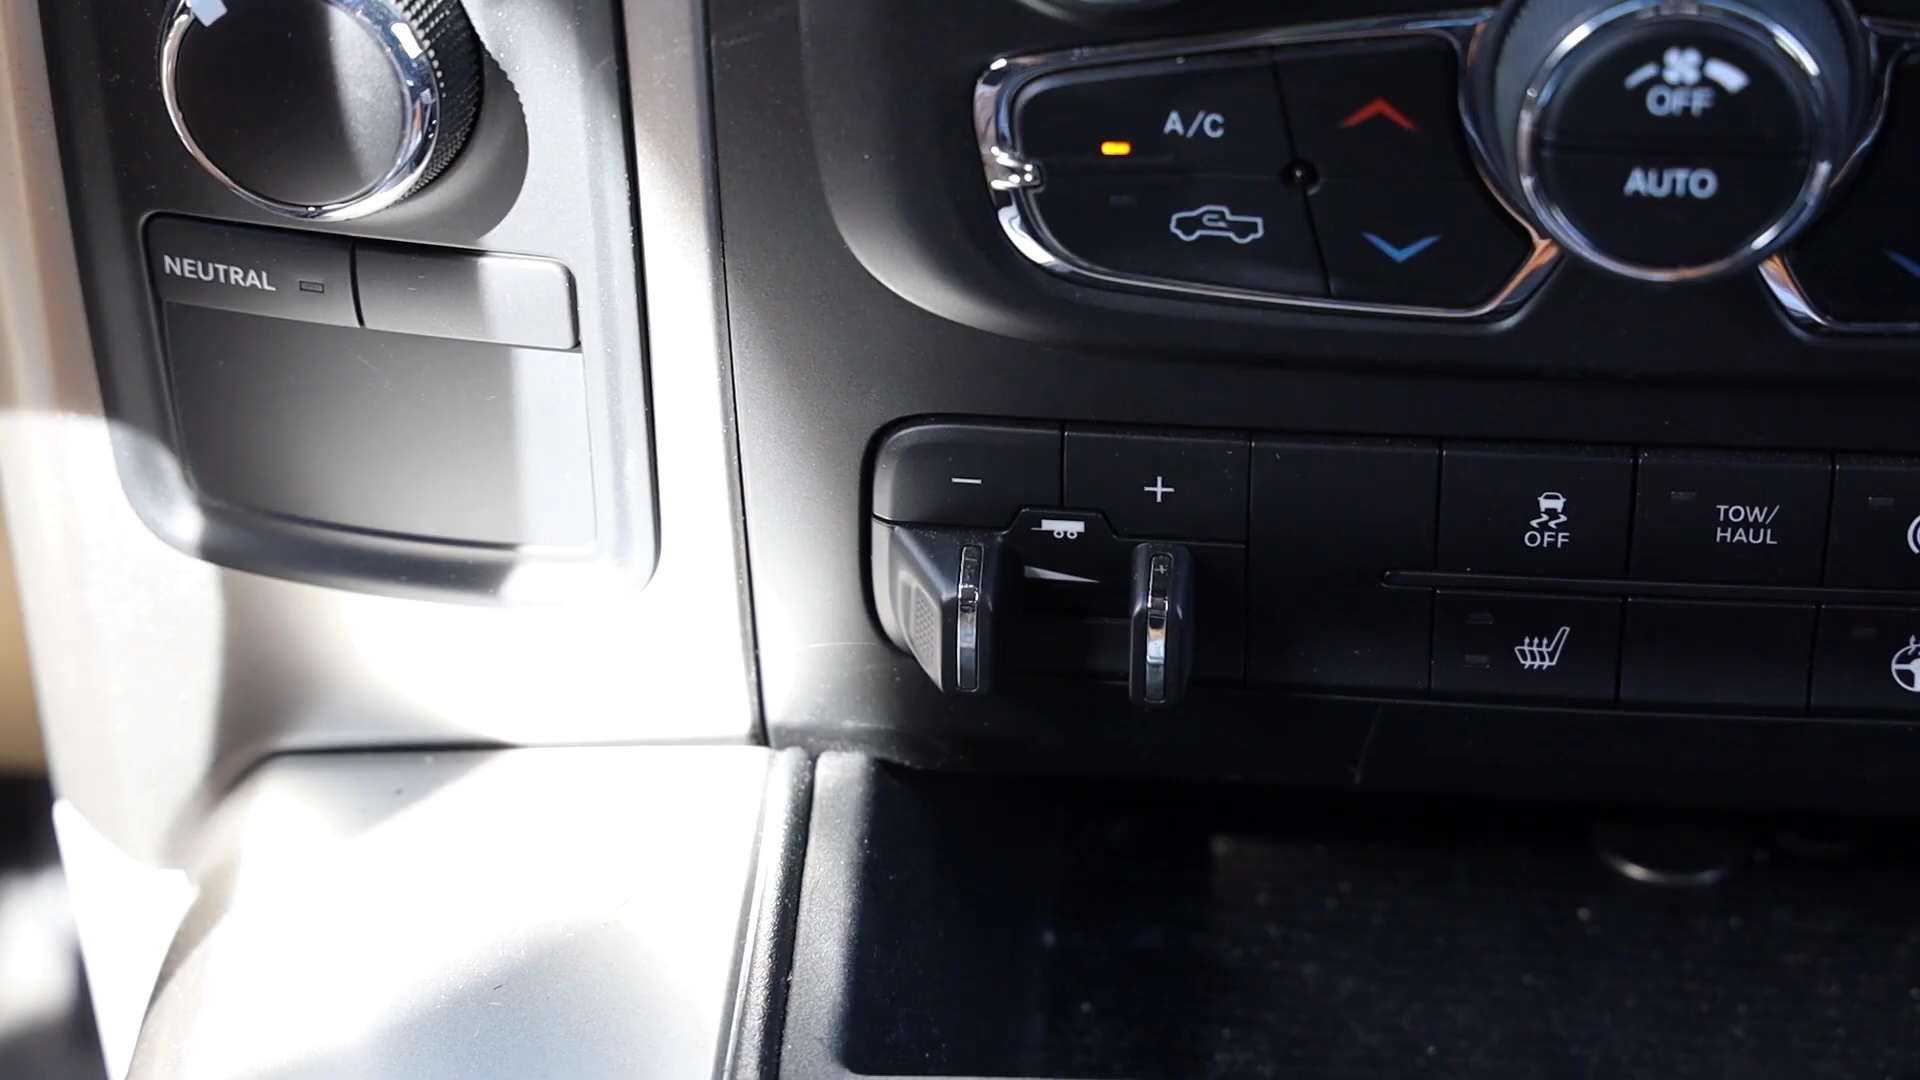 A/C
OFF
AUTO
NEUTRAL
− +
OFF
TOW/
HAUL